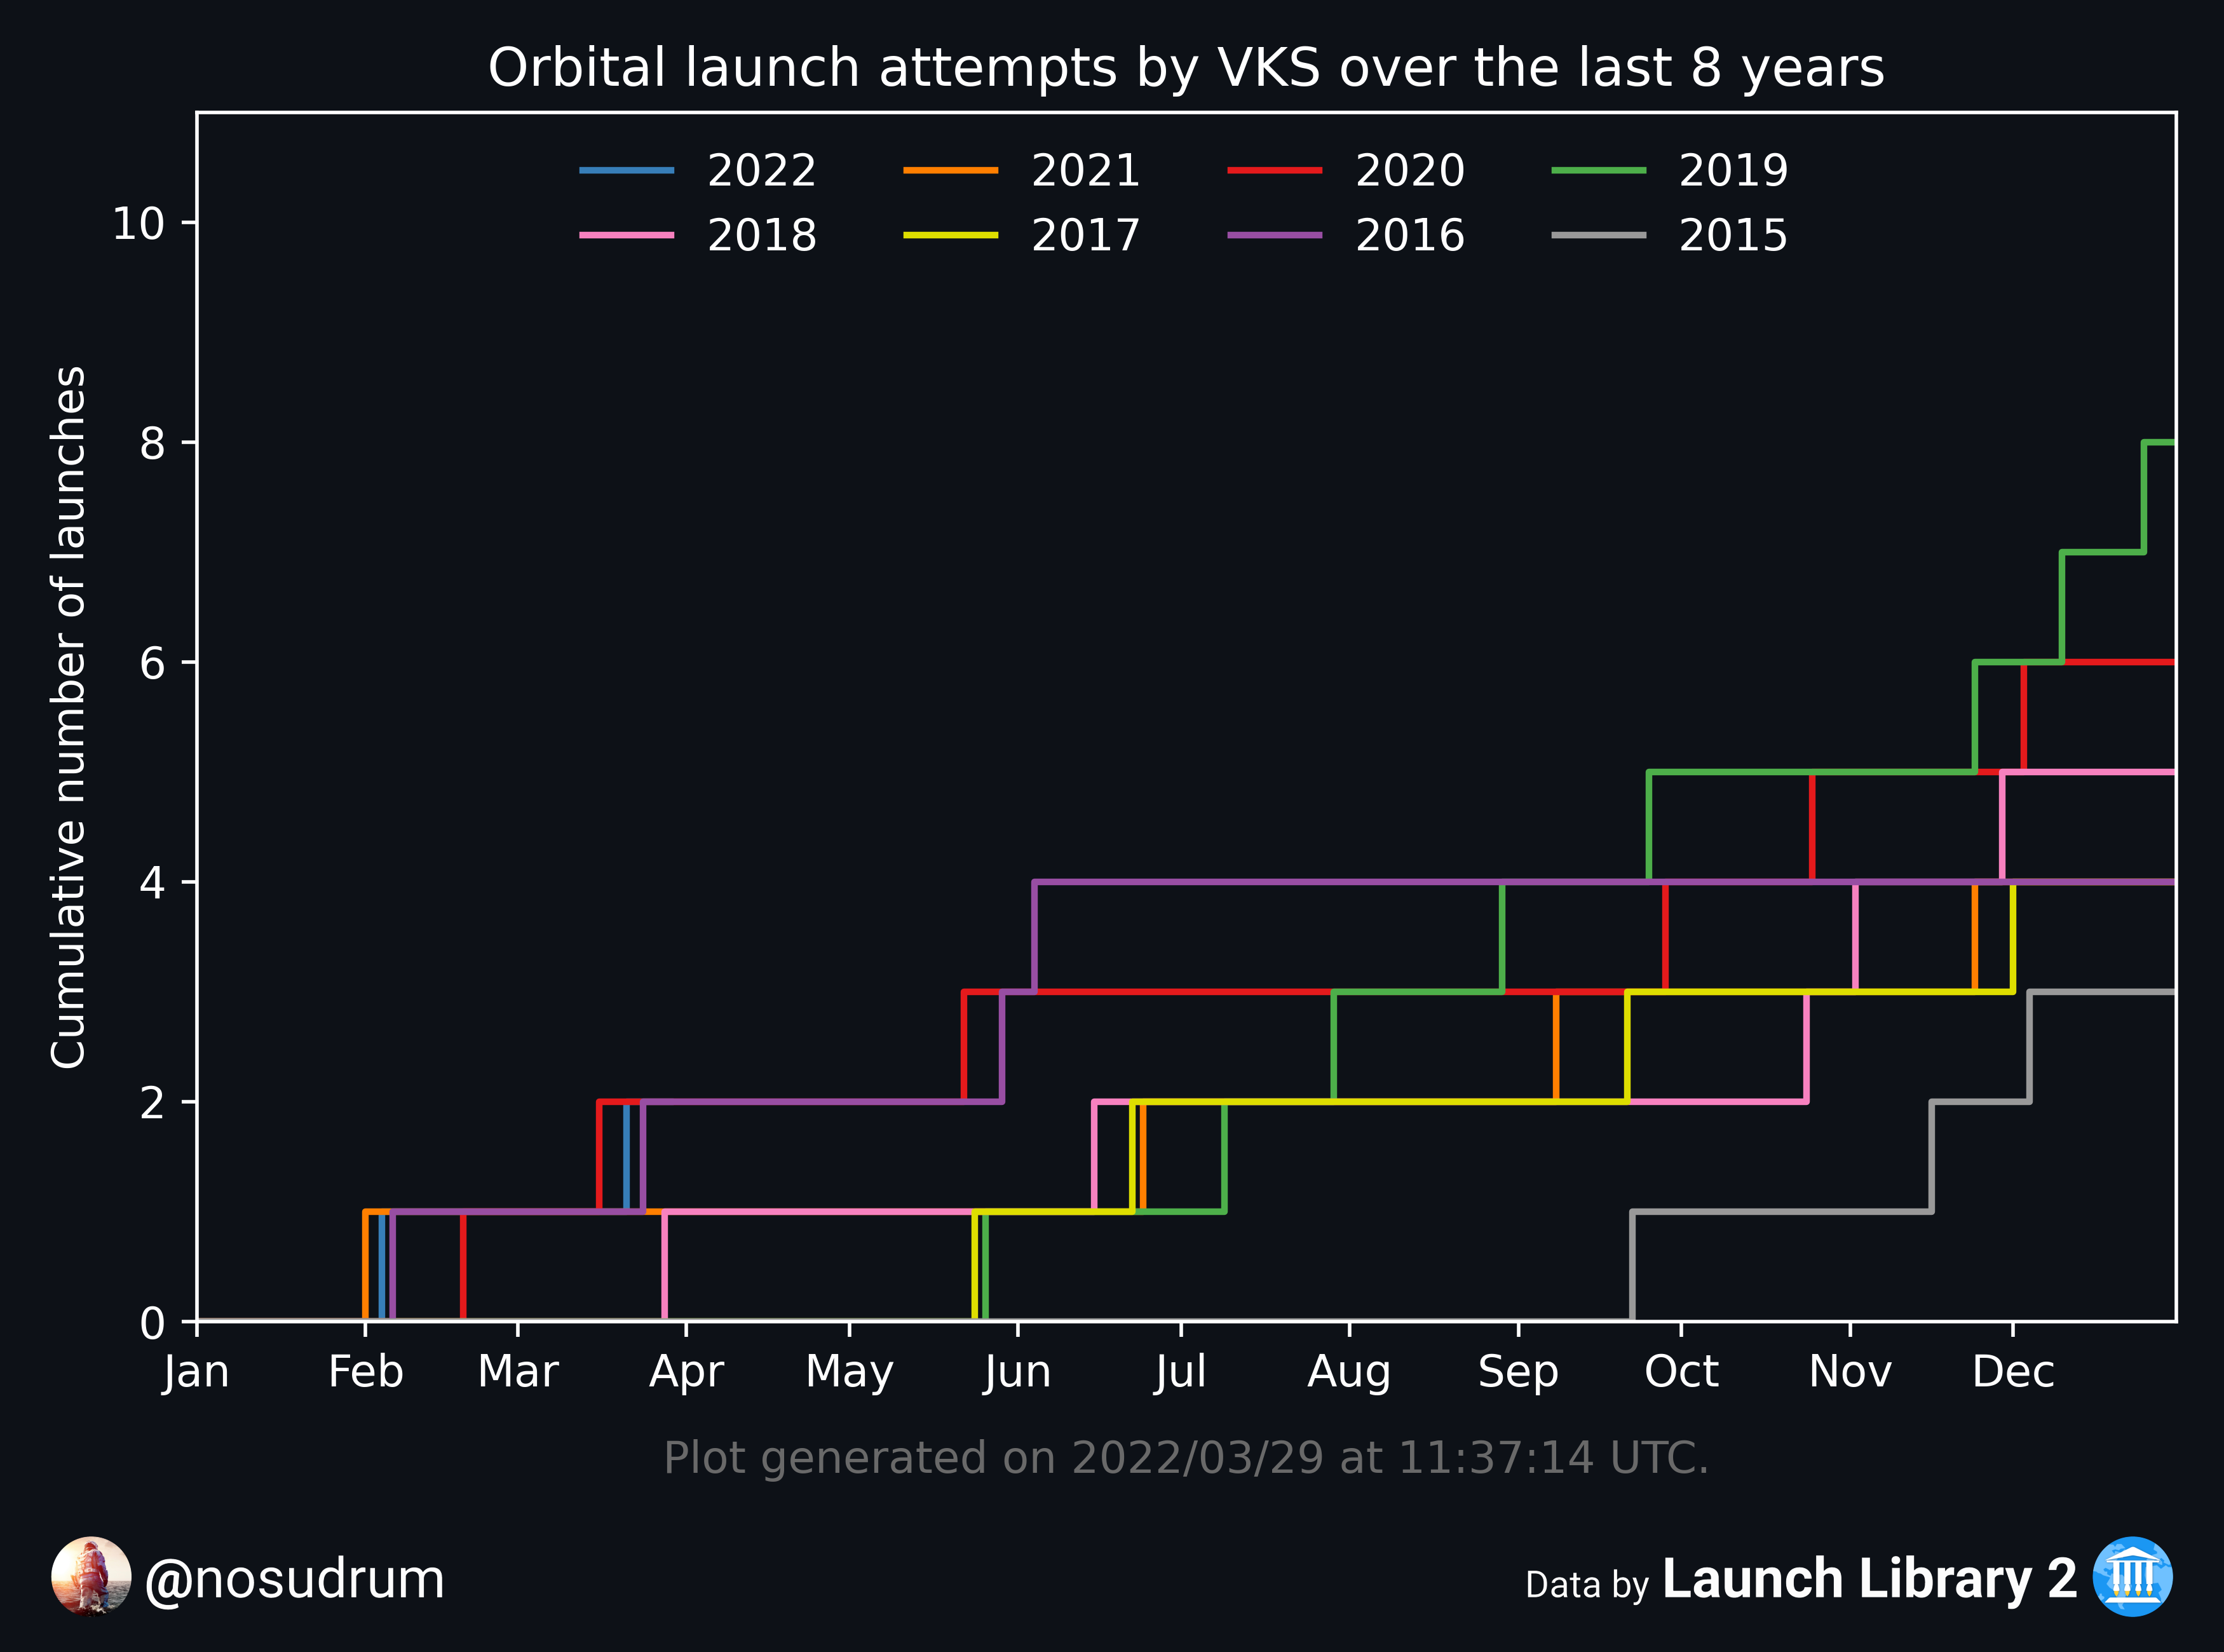 Orbital launch attempts by VKS over the last 8 years
2022 2021 2020 2019
2018 2017 2016 2015
Cumulative number of launches
10
8
6
4
2
0
Jan Feb Mar Apr May Jun Jul Aug Sep Oct Nov Dec
Plot generated on 2022/03/29 at 11:37:14 UTC.
@nosudrum
Data by Launch Library 2